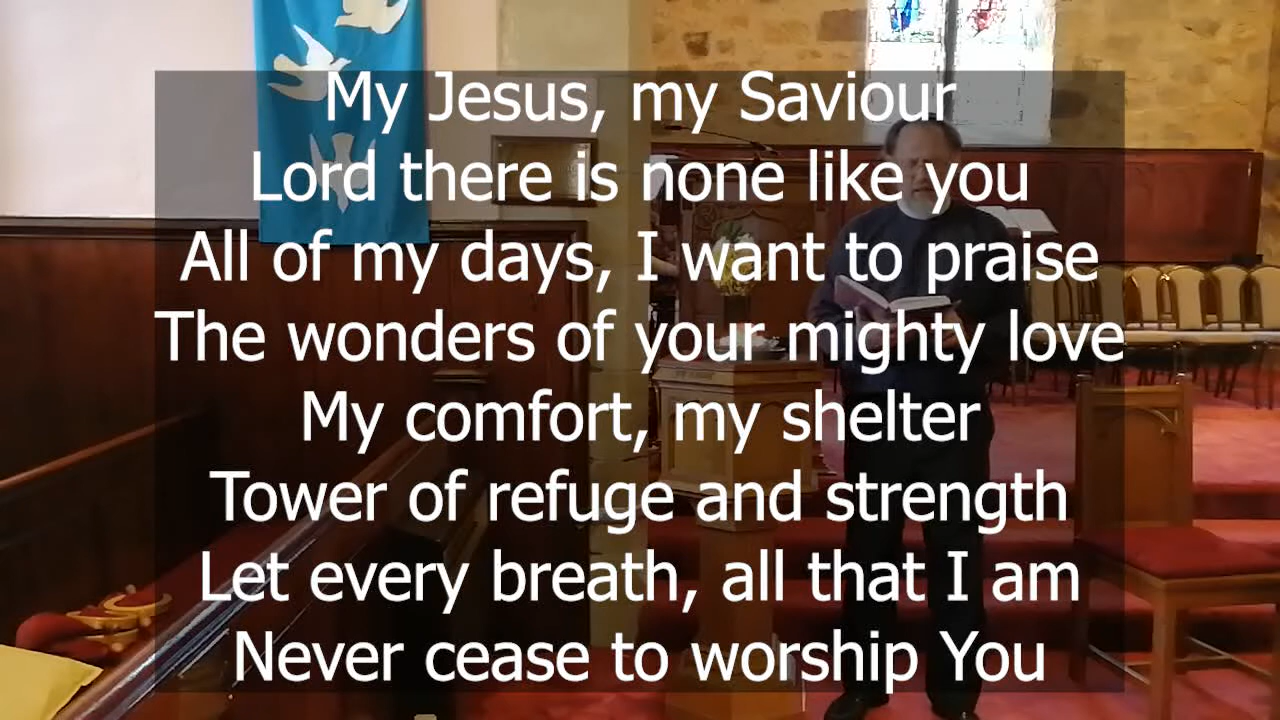 My Jesus, my Saviour
Lord there is none like you
All of my days, I want to praise
The wonders of your mighty love
My comfort, my shelter
Tower of refuge and strength
Let every breath, all that I am
Never cease to worship You